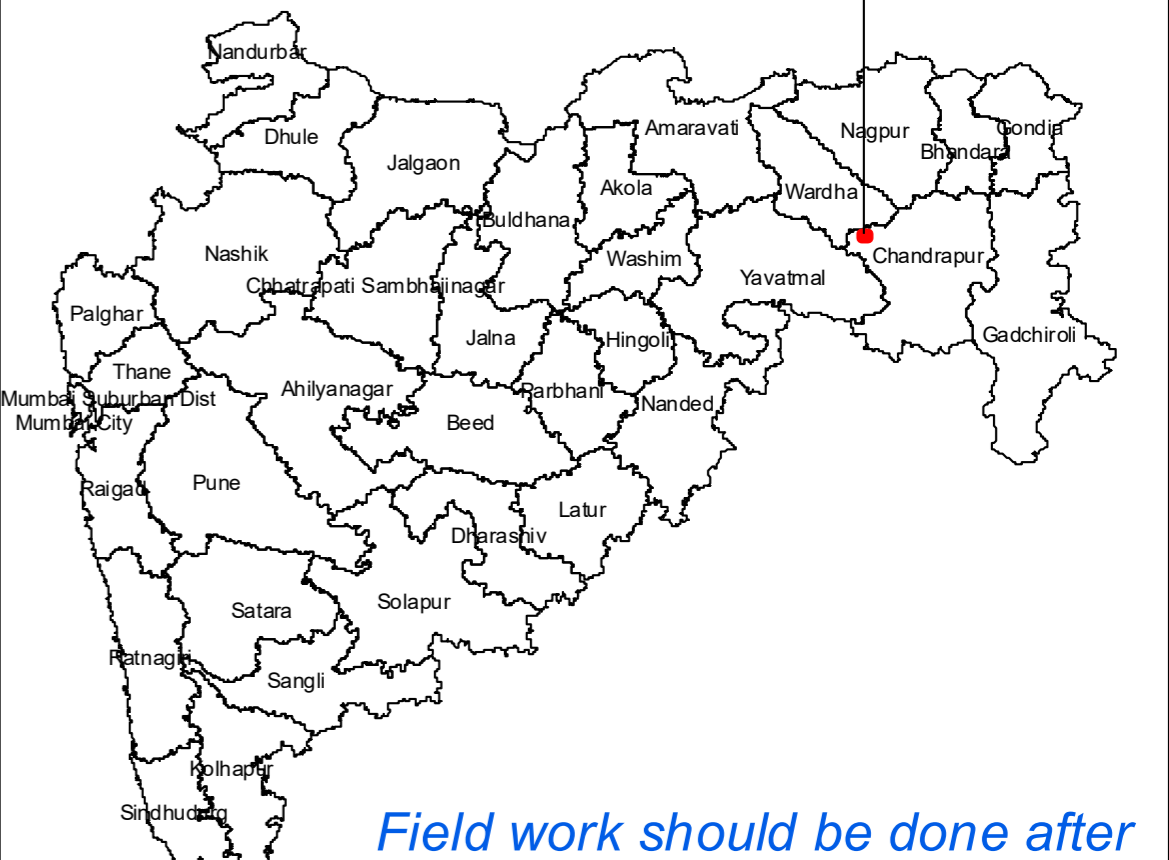 Nandurbar
Dhule
Jalgaon
Amaravati
Nagpur
Gondia
Bhandara
Akola
Wardha
Buldhana
Nashik
Washim
Chandrapur
Chhatrapati Sambhajinagar
Yavatmal
Palghar
Jalna
Hingoli
Gadchiroli
Thane
Ahilyanagar
Parbhani
Mumbai Suburban Dist
Nanded
Mumbai City
Beed
Raigad
Pune
Latur
Dharashiv
Satara
Solapur
Ratnagiri
Sangli
Kolhapur
Sindhudurg
Field work should be done after